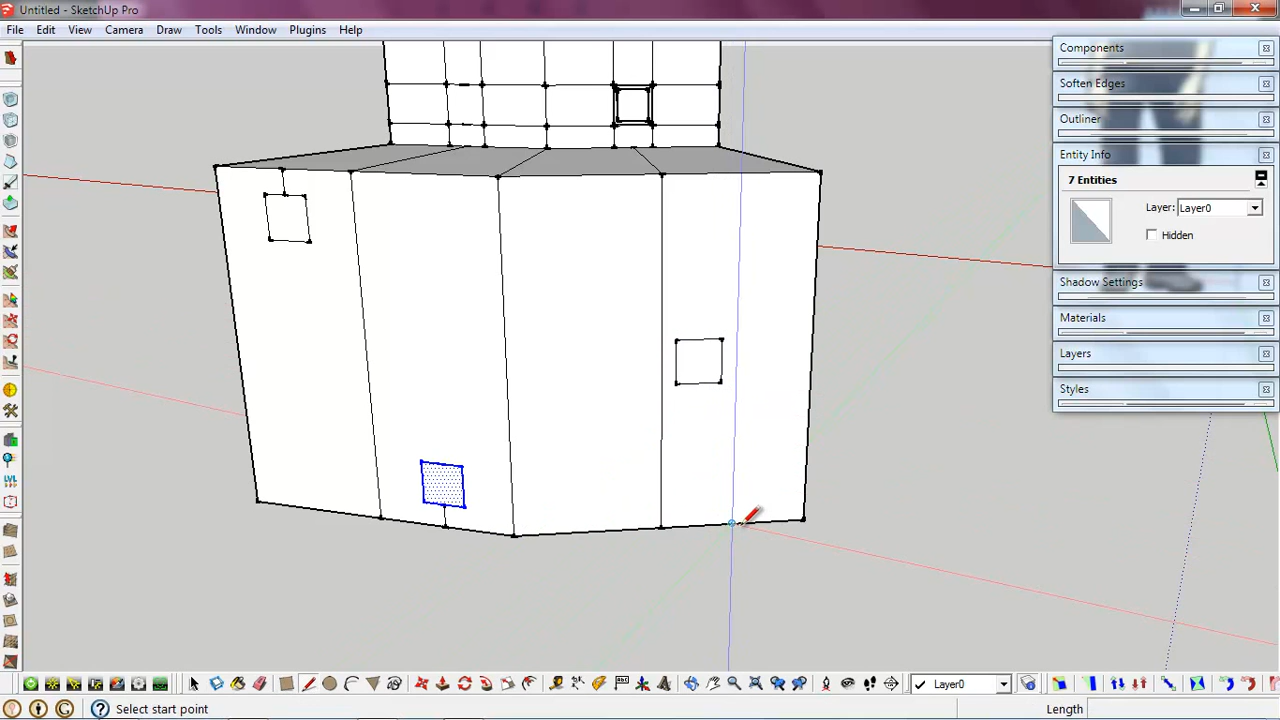 Untitled - SketchUp Pro
File Edit View Camera Draw Tools Window Plugins Help
Components
Soften Edges
Outliner
Entity Info
7 Entities
Layer: Layer0
Hidden
Shadow Settings
Materials
Layers
Styles
LVL
Layer0
Select start point
Length